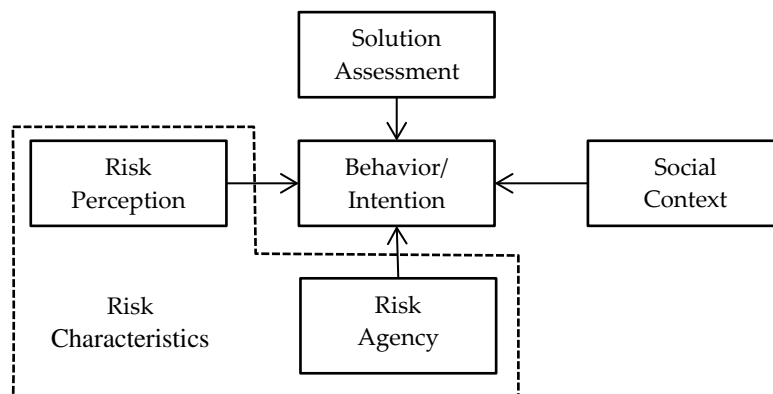 Solution
Assessment
Risk
Perception
Behavior/
Intention
Social
Context
Risk
Characteristics
Risk
Agency